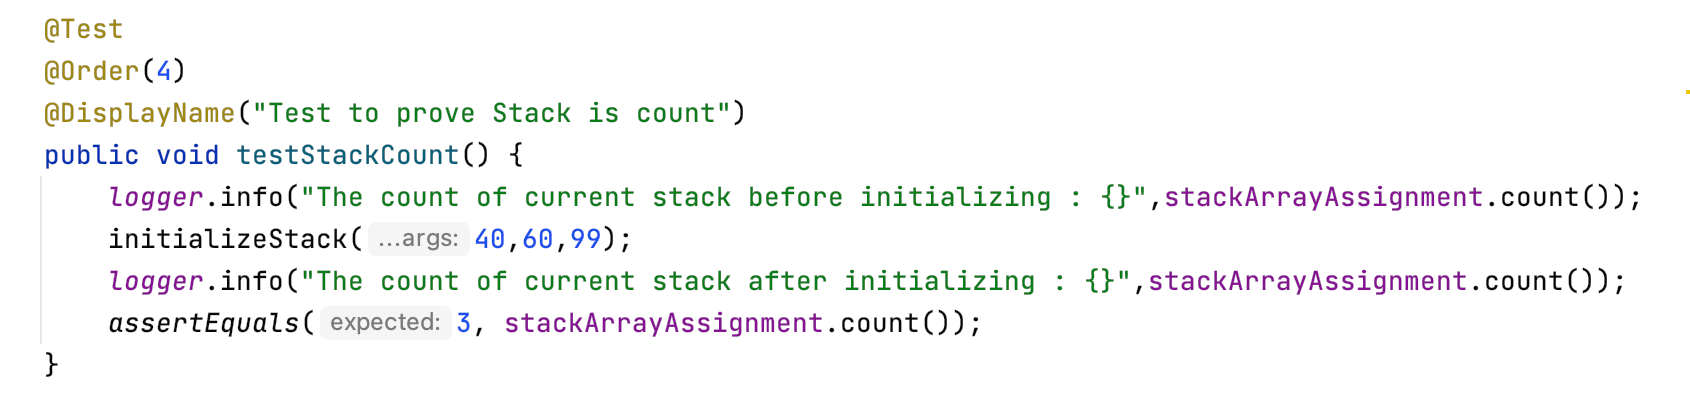 @Test
@Order(4)
@DisplayName("Test to prove Stack is count")
public void testStackCount() {
    logger.info("The count of current stack before initializing : {}",stackArrayAssignment.count());
    initializeStack( ...args: 40,60,99);
    logger.info("The count of current stack after initializing : {}",stackArrayAssignment.count());
    assertEquals( expected: 3, stackArrayAssignment.count());
}